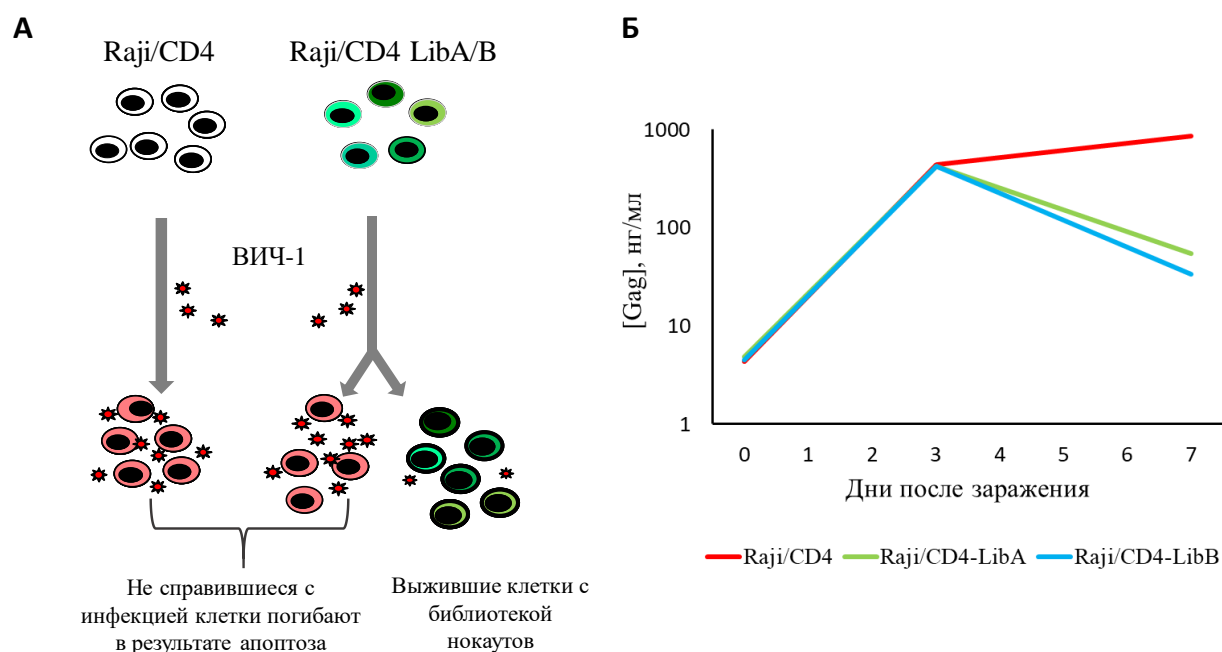 А
Raji/CD4
Raji/CD4 LibA/B
ВИЧ-1
Не справившиеся с
инфекцией клетки погибают
в результате апоптоза
Выжившие клетки с
библиотекой
нокаутов
Б
[Gag], нг/мл
1000
100
10
1
0 1 2 3 4 5 6 7
Дни после заражения
Raji/CD4 Raji/CD4-LibA Raji/CD4-LibB